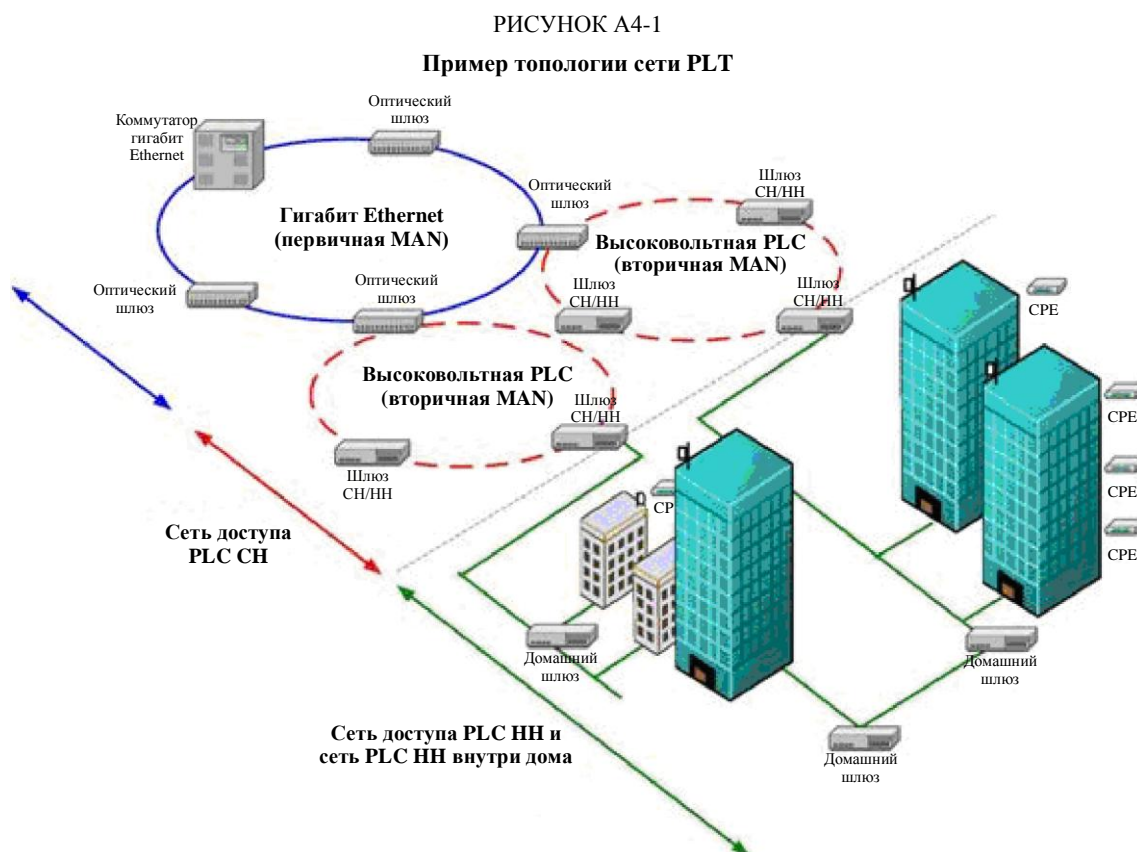 РИСУНОК A4-1
Пример топологии сети PLT
Оптический
шлюз
Коммутатор
гигабит
Ethernet
Шлюз
СН/НН
Оптический
шлюз
Гигабит Ethernet
(первичная MAN)
Высоковольтная PLC
(вторичная MAN)
Оптический
шлюз
Оптический
шлюз
Шлюз
СН/НН
Шлюз
СН/НН
CPE
Высоковольтная PLC
(вторичная MAN)
Шлюз
СН/НН
CPE
Шлюз
СН/НН
CPE
CP
Сеть доступа
PLC СН
CPE
Домашний
шлюз
Домашний
шлюз
Сеть доступа PLC НН и
сеть PLC НН внутри дома
Домашний
шлюз